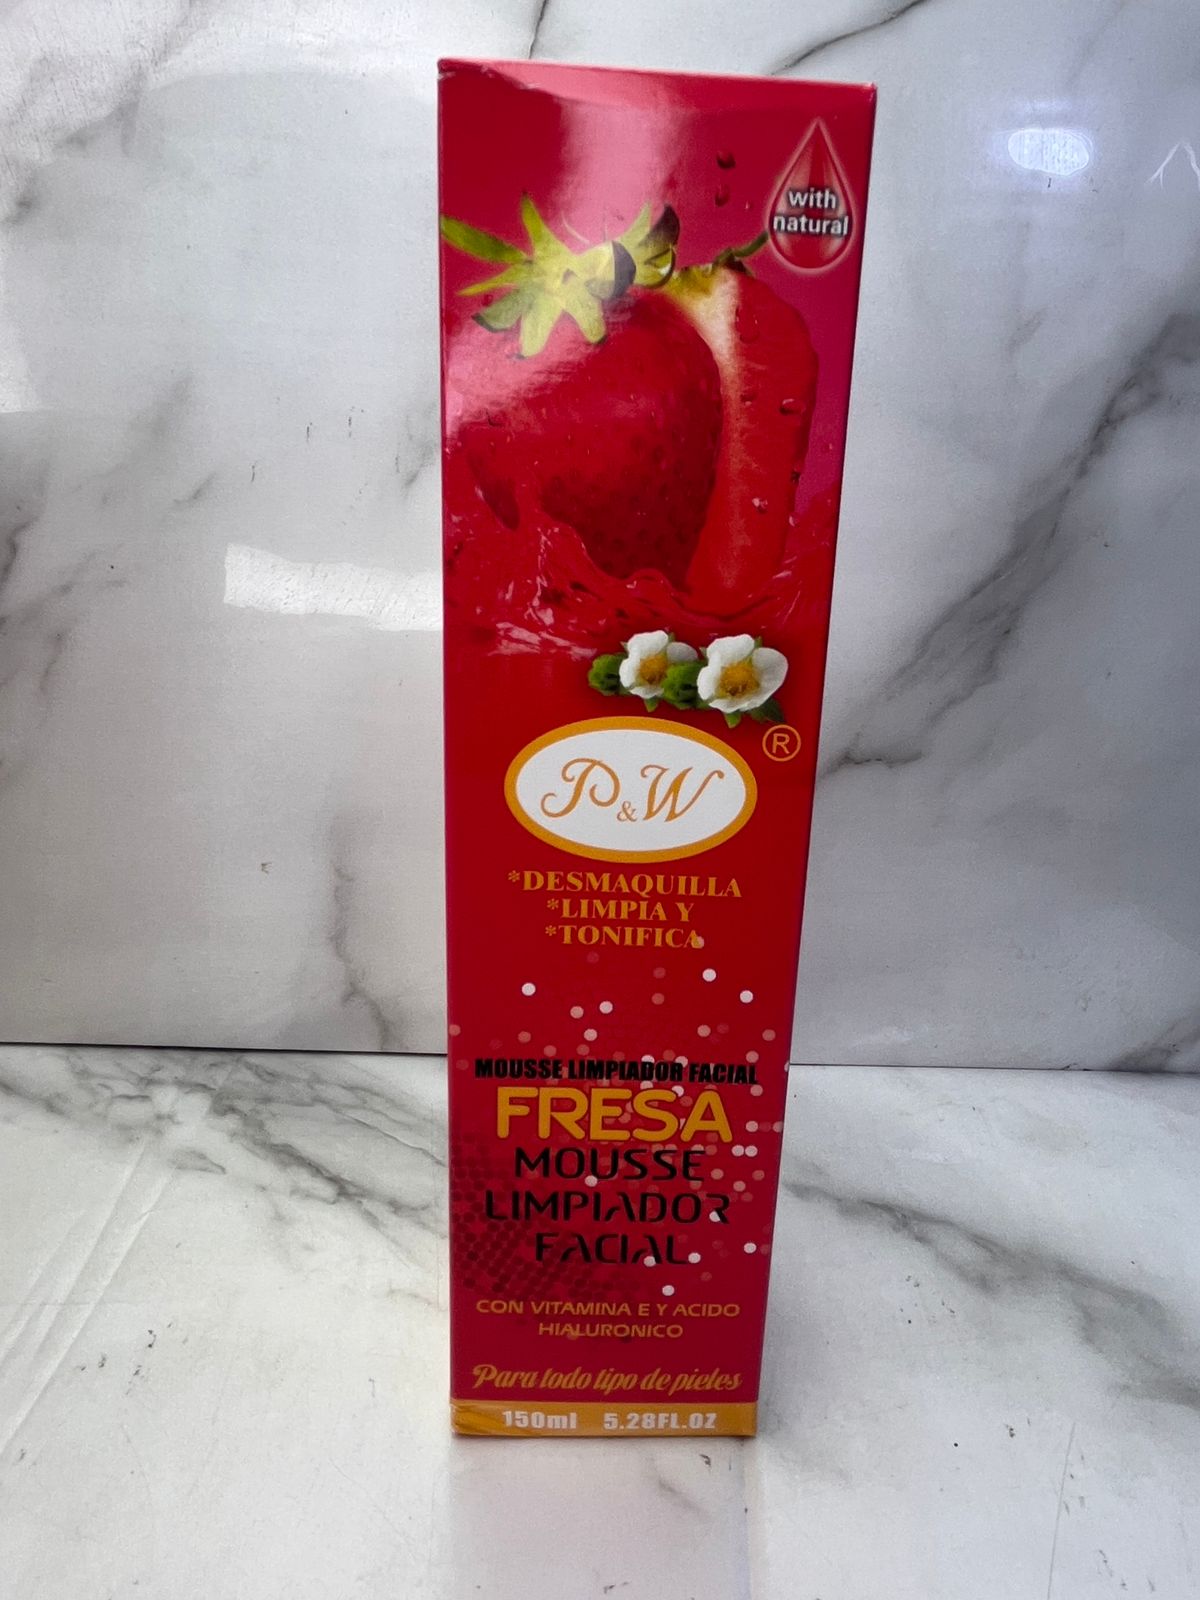 with
natural
P&W
®
*DESMAQUILLA
*LIMPIA Y
*TONIFICA
MOUSSE LIMPIADOR FACIAL
FRESA
MOUSSE
LIMPIADOR
FACIAL
CON VITAMINA E Y ACIDO
HIALURONICO
Para todo tipo de pieles
150ml 5.28FL.OZ